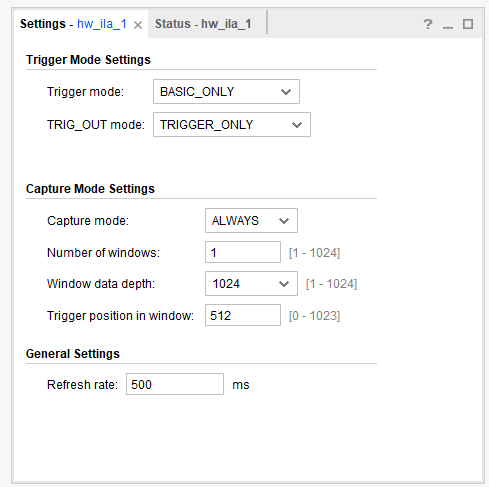 Settings - hw_ila_1 × Status - hw_ila_1 ? _ □
Trigger Mode Settings
Trigger mode: BASIC_ONLY
TRIG_OUT mode: TRIGGER_ONLY
Capture Mode Settings
Capture mode: ALWAYS
Number of windows: 1 [1 - 1024]
Window data depth: 1024 [1 - 1024]
Trigger position in window: 512 [0 - 1023]
General Settings
Refresh rate: 500 ms